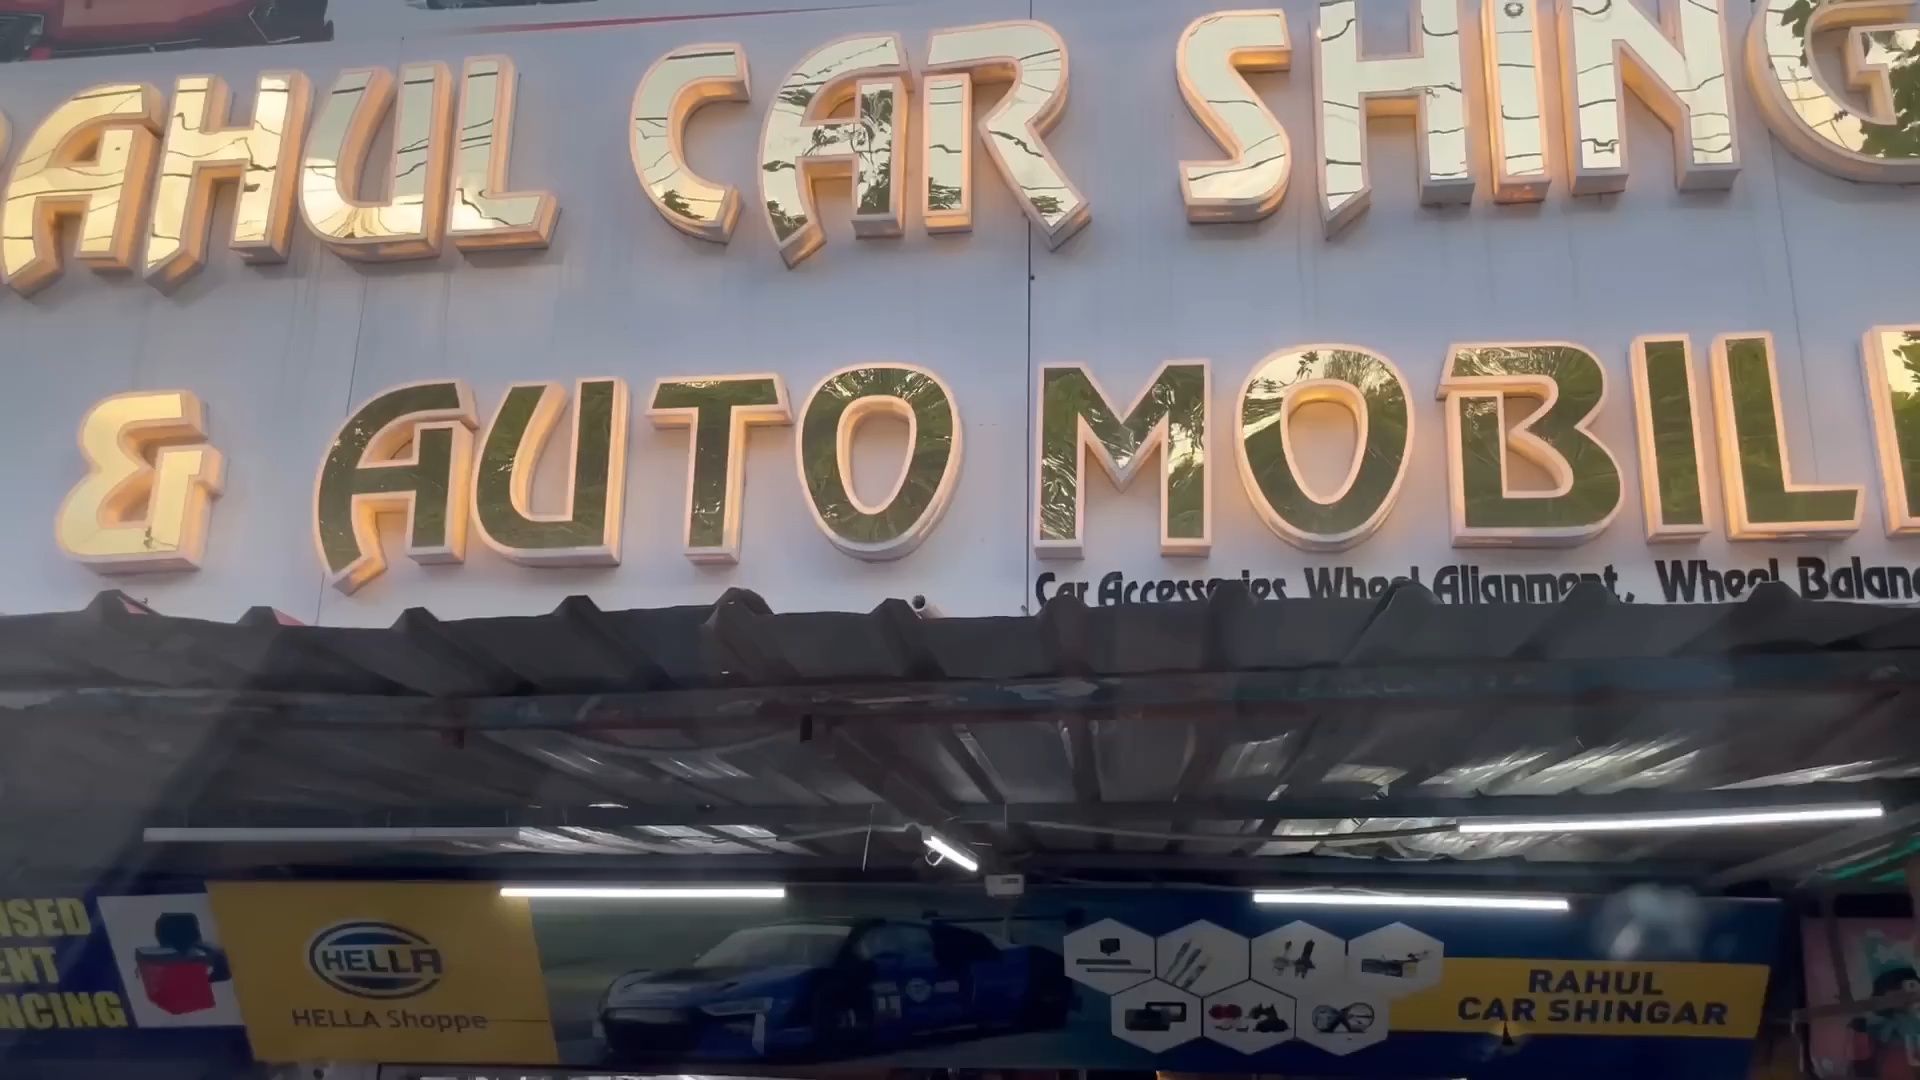 AHUL CAR SHING
& AUTO MOBIL
Car Accessories, Wheel Alignment, Wheel Balanc
ISED
ENT
NCING
HELLA
HELLA Shoppe
RAHUL
CAR SHINGAR